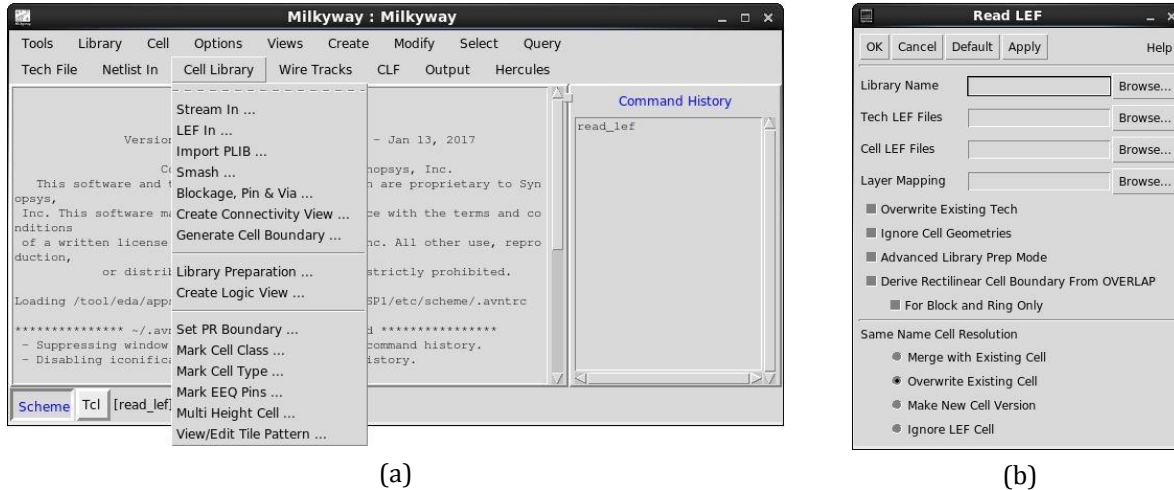 Milkyway : Milkyway
Tools Library Cell Options Views Create Modify Select Query
Tech File Netlist In Cell Library Wire Tracks CLF Output Hercules
Stream In ...
LEF In ...
Import PLIB ...
Smash ...
Blockage, Pin & Via ...
Create Connectivity View ...
Generate Cell Boundary ...
Library Preparation ...
Create Logic View ...
Set PR Boundary ...
Mark Cell Class ...
Mark Cell Type ...
Mark EEQ Pins ...
Multi Height Cell ...
View/Edit Tile Pattern ...
- Jan 13, 2017
opsys, Inc.
This software and are proprietary to Syn
opsys,
Inc. This software ce with the terms and co
nditions
of a written license nc. All other use, repro
duction,
or strictly prohibited.
Loading /tool/eda/app SP1/etc/scheme/.avntrc
*************** ****************
- Suppressing window command history.
- Disabling istory.
Command History
read_lef
Scheme Tcl [read_lef]
(a)
Read LEF
OK Cancel Default Apply Help
Library Name Browse...
Tech LEF Files Browse...
Cell LEF Files Browse...
Layer Mapping Browse...
Overwrite Existing Tech
Ignore Cell Geometries
Advanced Library Prep Mode
Derive Rectilinear Cell Boundary From OVERLAP
For Block and Ring Only
Same Name Cell Resolution
Merge with Existing Cell
Overwrite Existing Cell
Make New Cell Version
Ignore LEF Cell
(b)